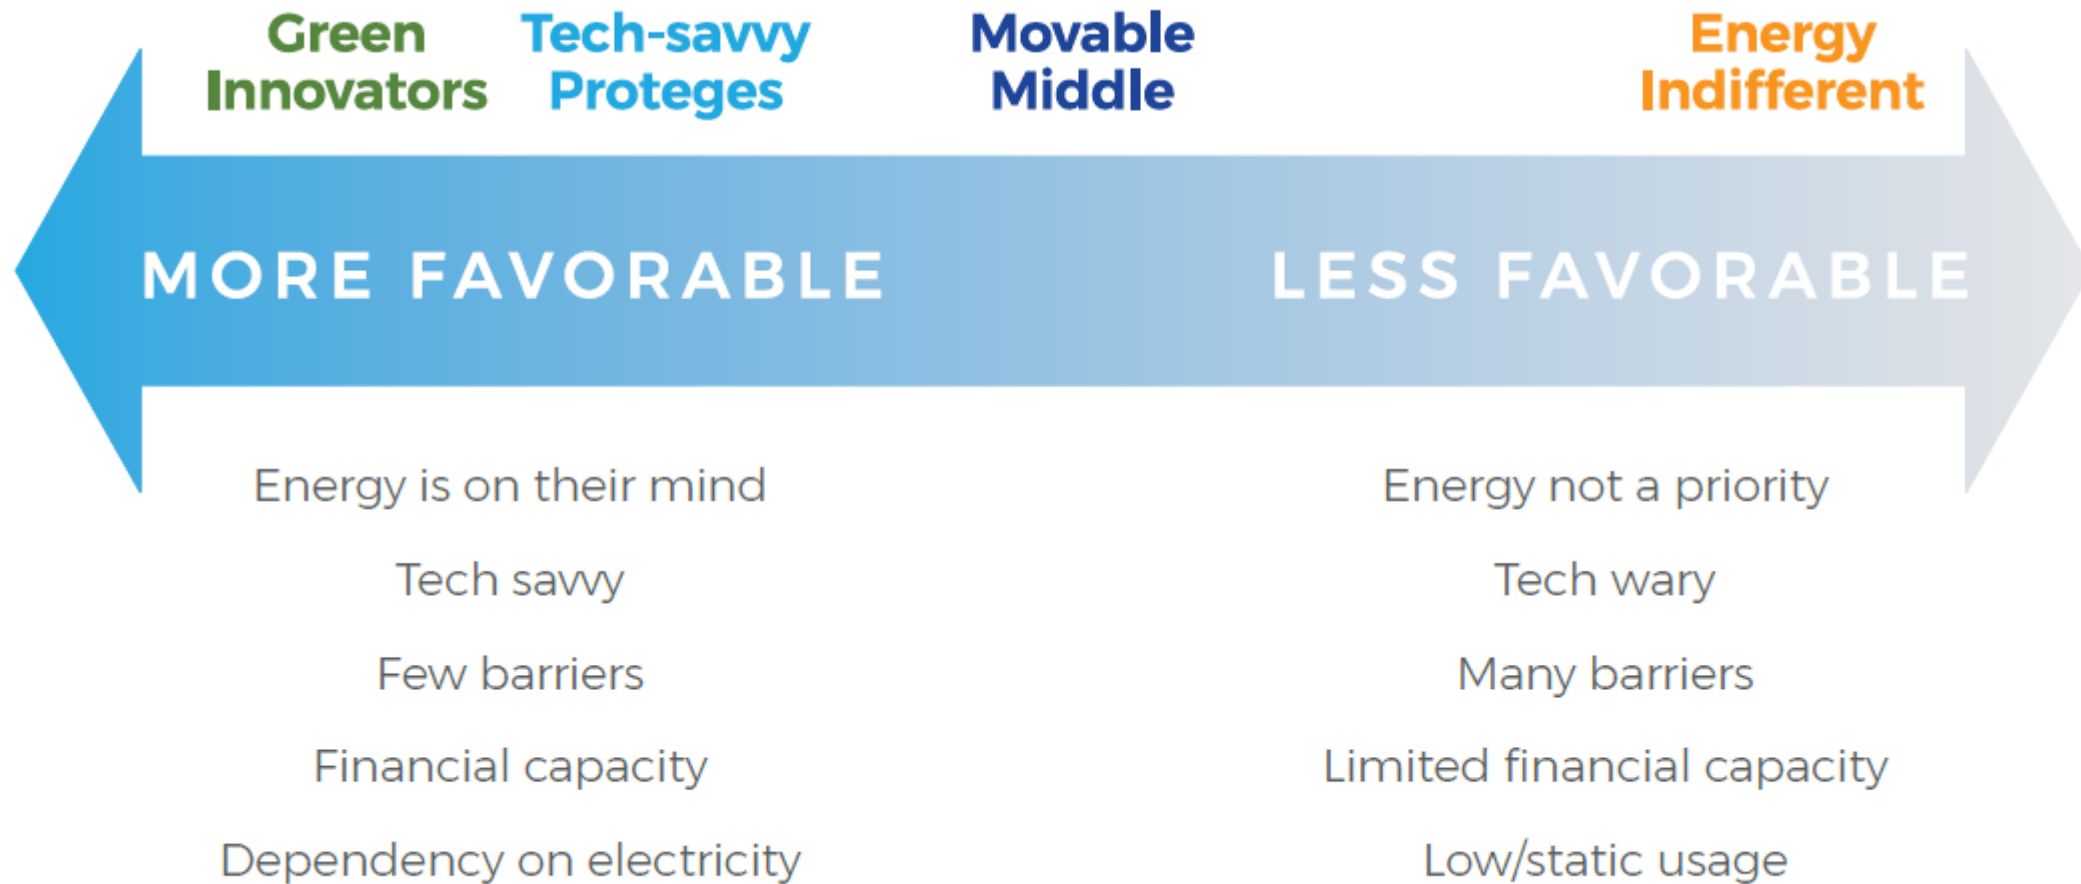 Green
Innovators
Tech-savvy
Proteges
Movable
Middle
Energy
Indifferent
MORE FAVORABLE
LESS FAVORABLE
Energy is on their mind
Tech savvy
Few barriers
Financial capacity
Dependency on electricity
Energy not a priority
Tech wary
Many barriers
Limited financial capacity
Low/static usage